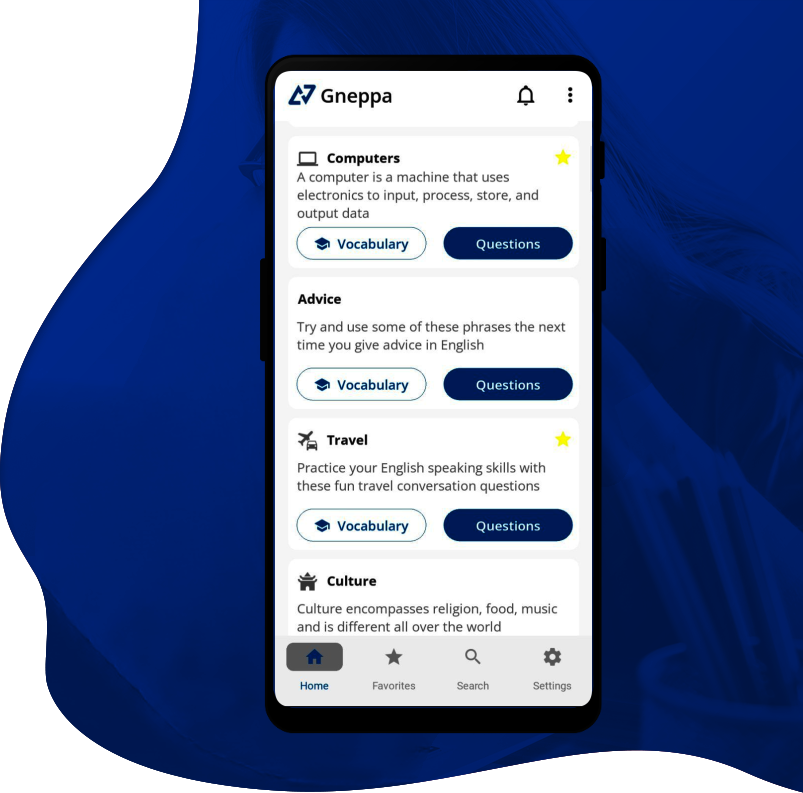 Gneppa
Computers
A computer is a machine that uses
electronics to input, process, store, and
output data
Vocabulary
Questions
Advice
Try and use some of these phrases the next
time you give advice in English
Vocabulary
Questions
Travel
Practice your English speaking skills with
these fun travel conversation questions
Vocabulary
Questions
Culture
Culture encompasses religion, food, music
and is different all over the world
Home
Favorites
Search
Settings